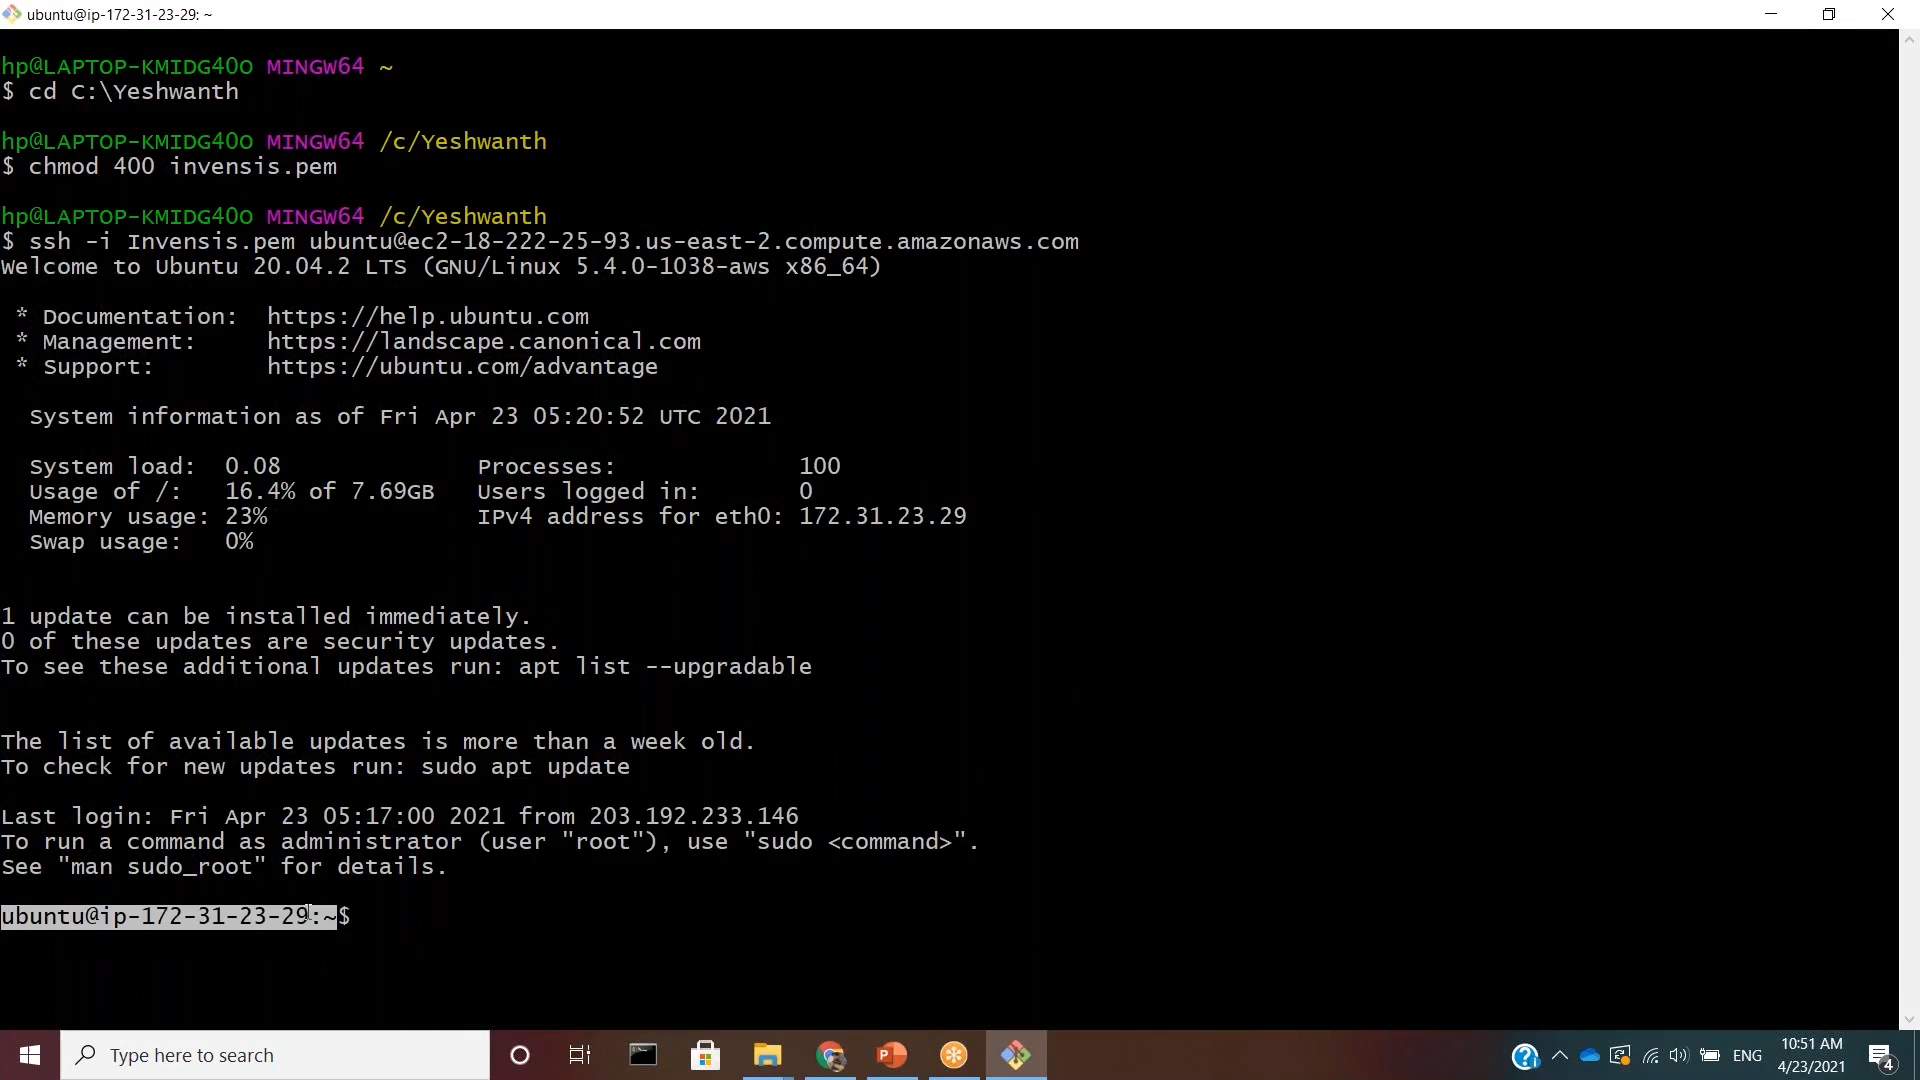 ubuntu@ip-172-31-23-29: ~
hp@LAPTOP-KMIDG4OO MINGW64 ~
$ cd C:\Yeshwanth
hp@LAPTOP-KMIDG4OO MINGW64 /c/Yeshwanth
$ chmod 400 invensis.pem
hp@LAPTOP-KMIDG4OO MINGW64 /c/Yeshwanth
$ ssh -i Invensis.pem ubuntu@ec2-18-222-25-93.us-east-2.compute.amazonaws.com
Welcome to Ubuntu 20.04.2 LTS (GNU/Linux 5.4.0-1038-aws x86_64)
* Documentation:  https://help.ubuntu.com
* Management:     https://landscape.canonical.com
* Support:        https://ubuntu.com/advantage
System information as of Fri Apr 23 05:20:52 UTC 2021
System load:  0.08              Processes:             100
Usage of /:   16.4% of 7.69GB   Users logged in:       0
Memory usage: 23%               IPv4 address for eth0: 172.31.23.29
Swap usage:   0%
1 update can be installed immediately.
0 of these updates are security updates.
To see these additional updates run: apt list --upgradable
The list of available updates is more than a week old.
To check for new updates run: sudo apt update
Last login: Fri Apr 23 05:17:00 2021 from 203.192.233.146
To run a command as administrator (user "root"), use "sudo <command>".
See "man sudo_root" for details.
ubuntu@ip-172-31-23-29:~$
Type here to search
ENG
10:51 AM
4/23/2021
4